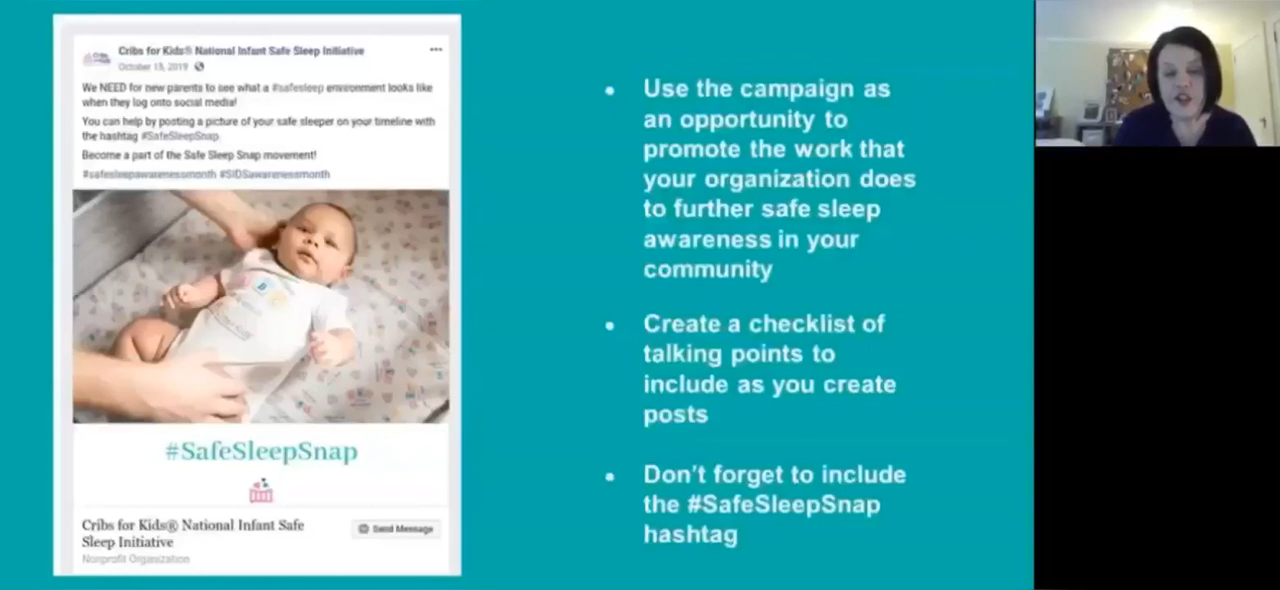 Cribs for Kids® National Infant Safe Sleep Initiative
October 15, 2019
We NEED for new parents to see what a #safesleep environment looks like
when they log onto social media!
You can help by posting a picture of your safe sleeper on your timeline with
the hashtag #SafeSleepSnap
Become a part of the Safe Sleep Snap movement!
#safesleepawarenessmonth #SIDSawarenessmonth
#SafeSleepSnap
Cribs for Kids® National Infant Safe
Sleep Initiative
Send Message
Nonprofit Organization
• Use the campaign as
an opportunity to
promote the work that
your organization does
to further safe sleep
awareness in your
community
• Create a checklist of
talking points to
include as you create
posts
• Don't forget to include
the #SafeSleepSnap
hashtag